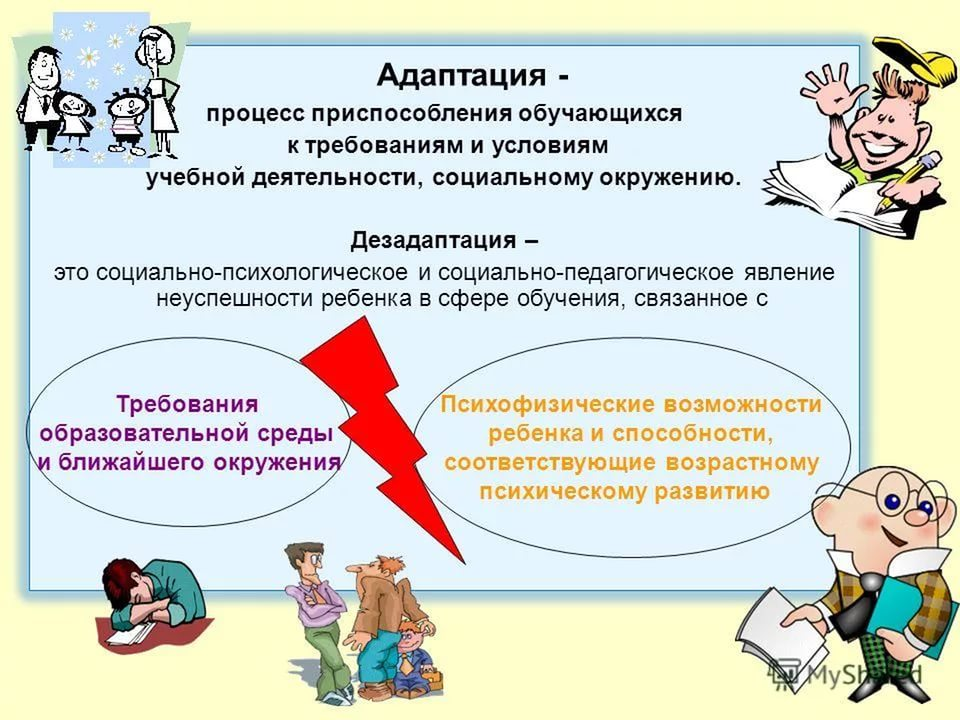 Адаптация -
процесс приспособления обучающихся
к требованиям и условиям
учебной деятельности, социальному окружению.
Дезадаптация –
это социально-психологическое и социально-педагогическое явление
неуспешности ребенка в сфере обучения, связанное с
Требования
образовательной среды
и ближайшего окружения
Психофизические возможности
ребенка и способности,
соответствующие возрастному
психическому развитию
MyShared